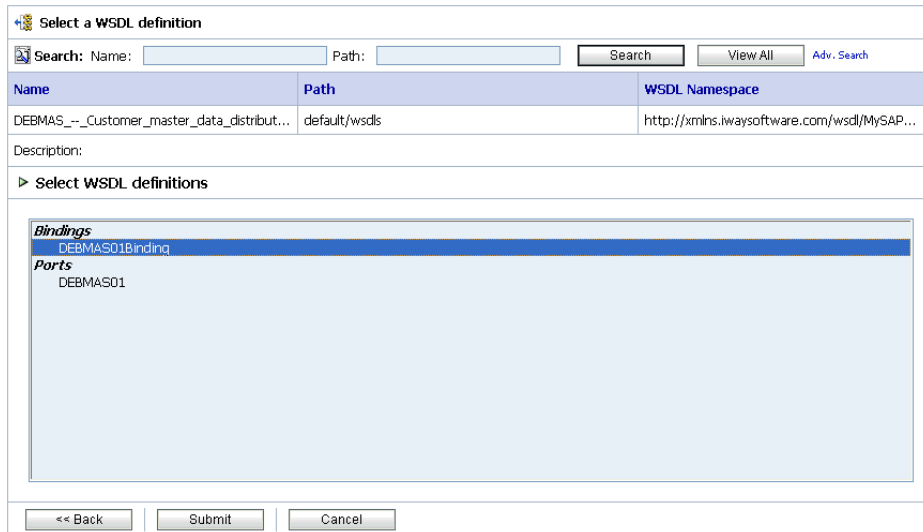 Select a WSDL definition
Search: Name: Path: Search View All Adv. Search
Name Path WSDL Namespace
DEBMAS_--_Customer_master_data_distribut... default/wsdls http://xmlns.iwaysoftware.com/wsdl/MySAP...
Description:
Select WSDL definitions
Bindings
DEBMAS01Binding
Ports
DEBMAS01
<< Back Submit Cancel